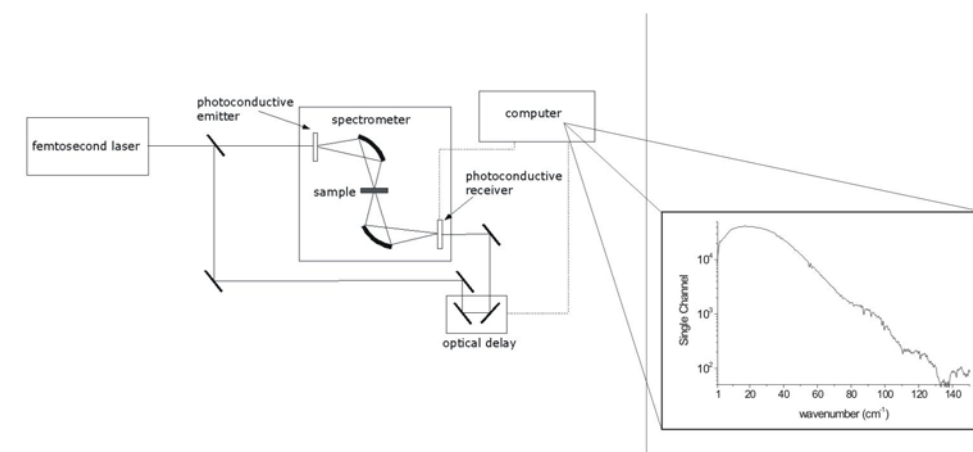 photoconductive
emitter
femtosecond laser
spectrometer
sample
computer
photoconductive
receiver
optical delay
Single Channel
10⁴
10³
10²
1 20 40 60 80 100 120 140
wavenumber (cm⁻¹)